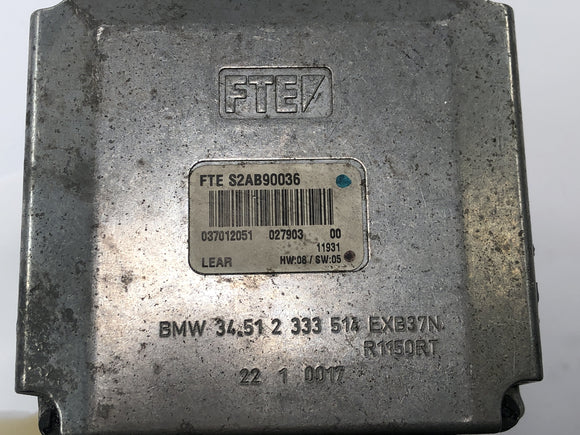 FTE
FTE S2AB90036
037012051 027903 00
11931
LEAR HW:08 / SW:05
BMW 34.51 2 333 514 EXB37N
R1150RT
22 1 0017